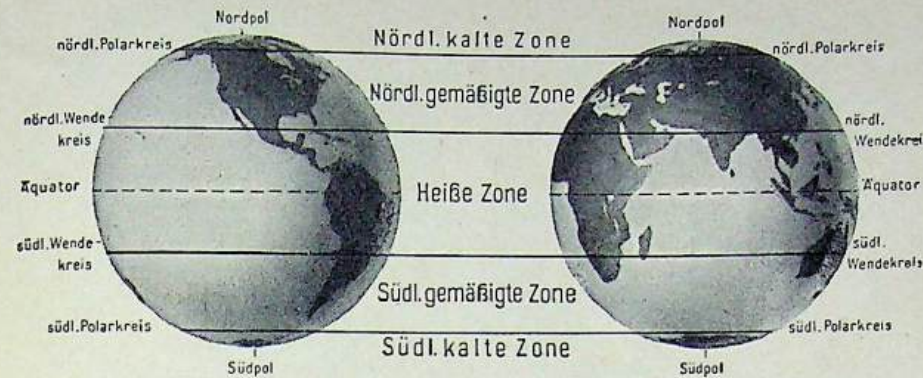 Nordpol
nördl.Polarkreis
nördl.Wende-
kreis
Äquator
südl.Wende-
kreis
südl.Polarkreis
Südpol
Nördl. kalte Zone
Nördl.gemäßigte Zone
Heiße Zone
Südl.gemäßigte Zone
Südl. kalte Zone
Nordpol
nördl.Polarkreis
nördl.
Wendekrei
Äquator
südl.
Wendekreis
südl.Polarkreis
Südpol